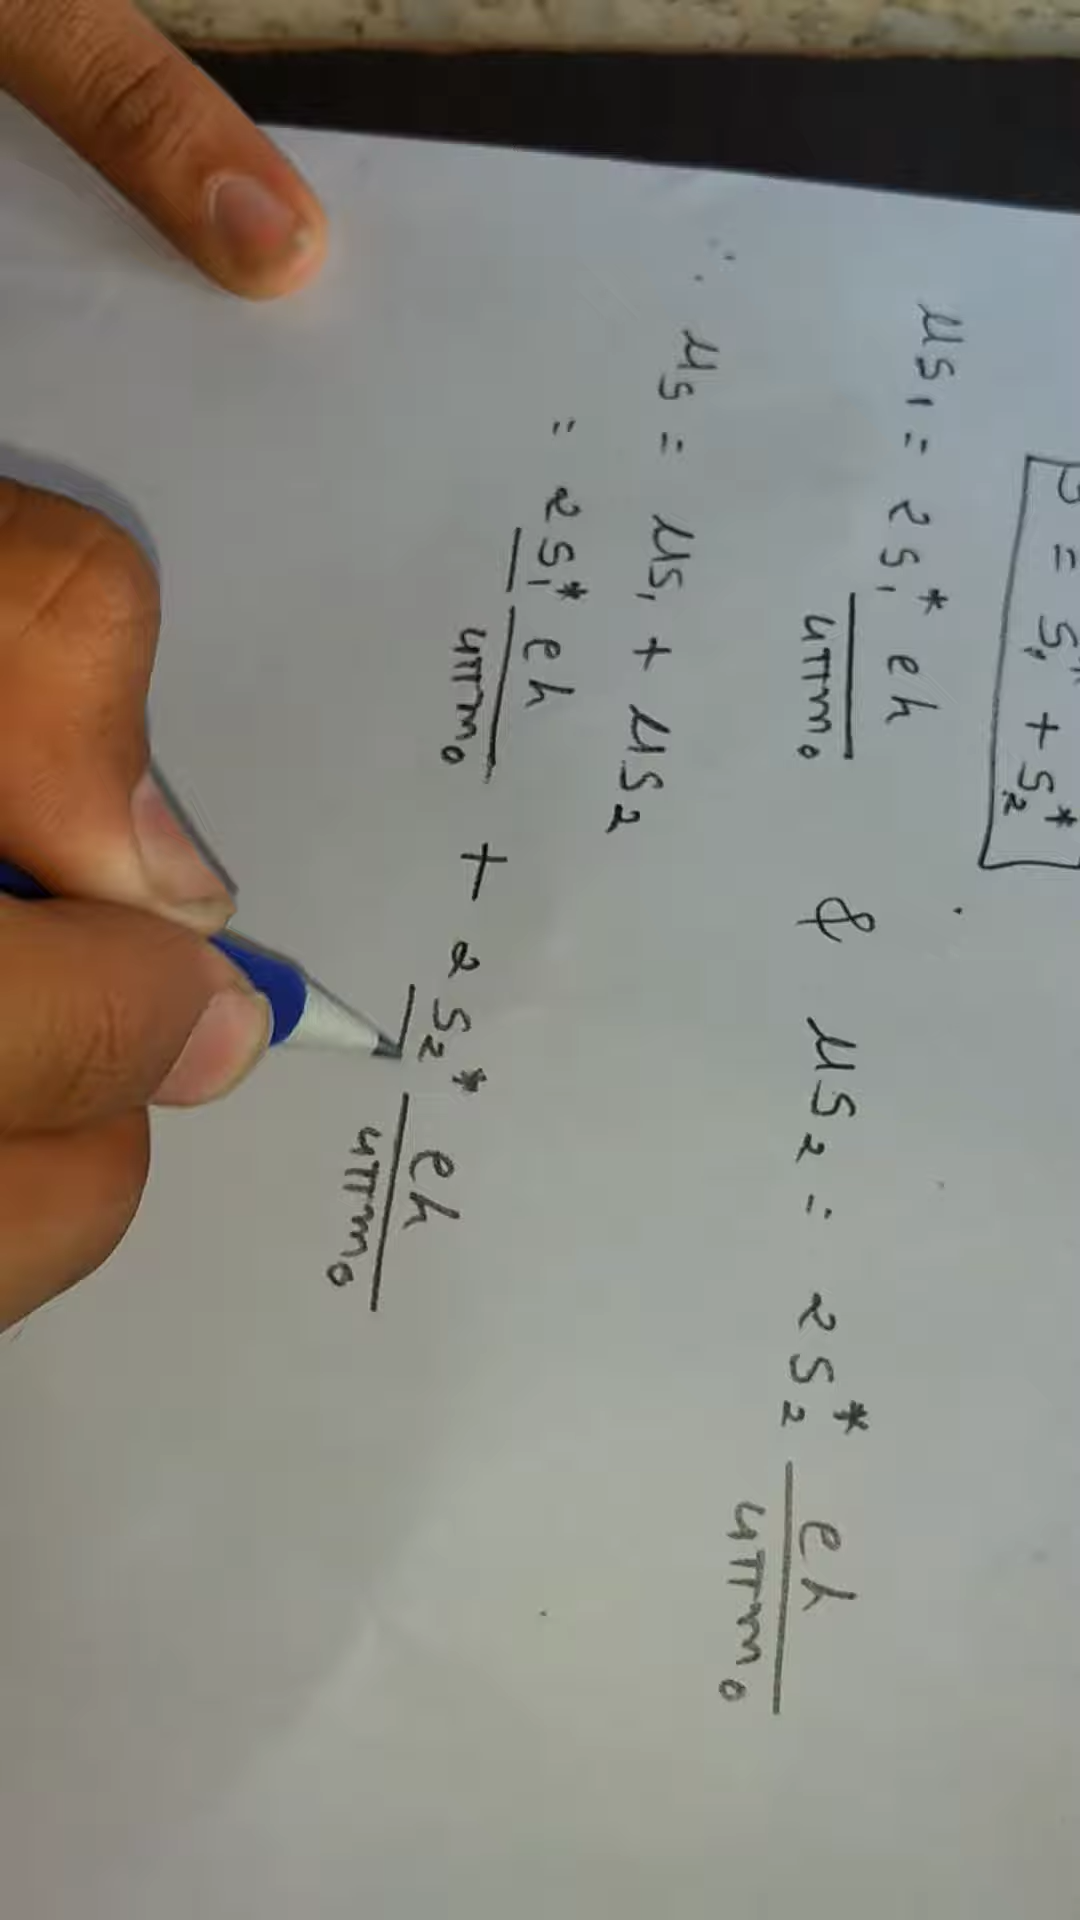 = s₁* + s₂*
μs₁ = 2s₁* eh/4πm₀ & μs₂ = 2s₂* eh/4πm₀
∴ μs = μs₁ + μs₂
= 2s₁* eh/4πm₀ + 2s₂* eh/4πm₀